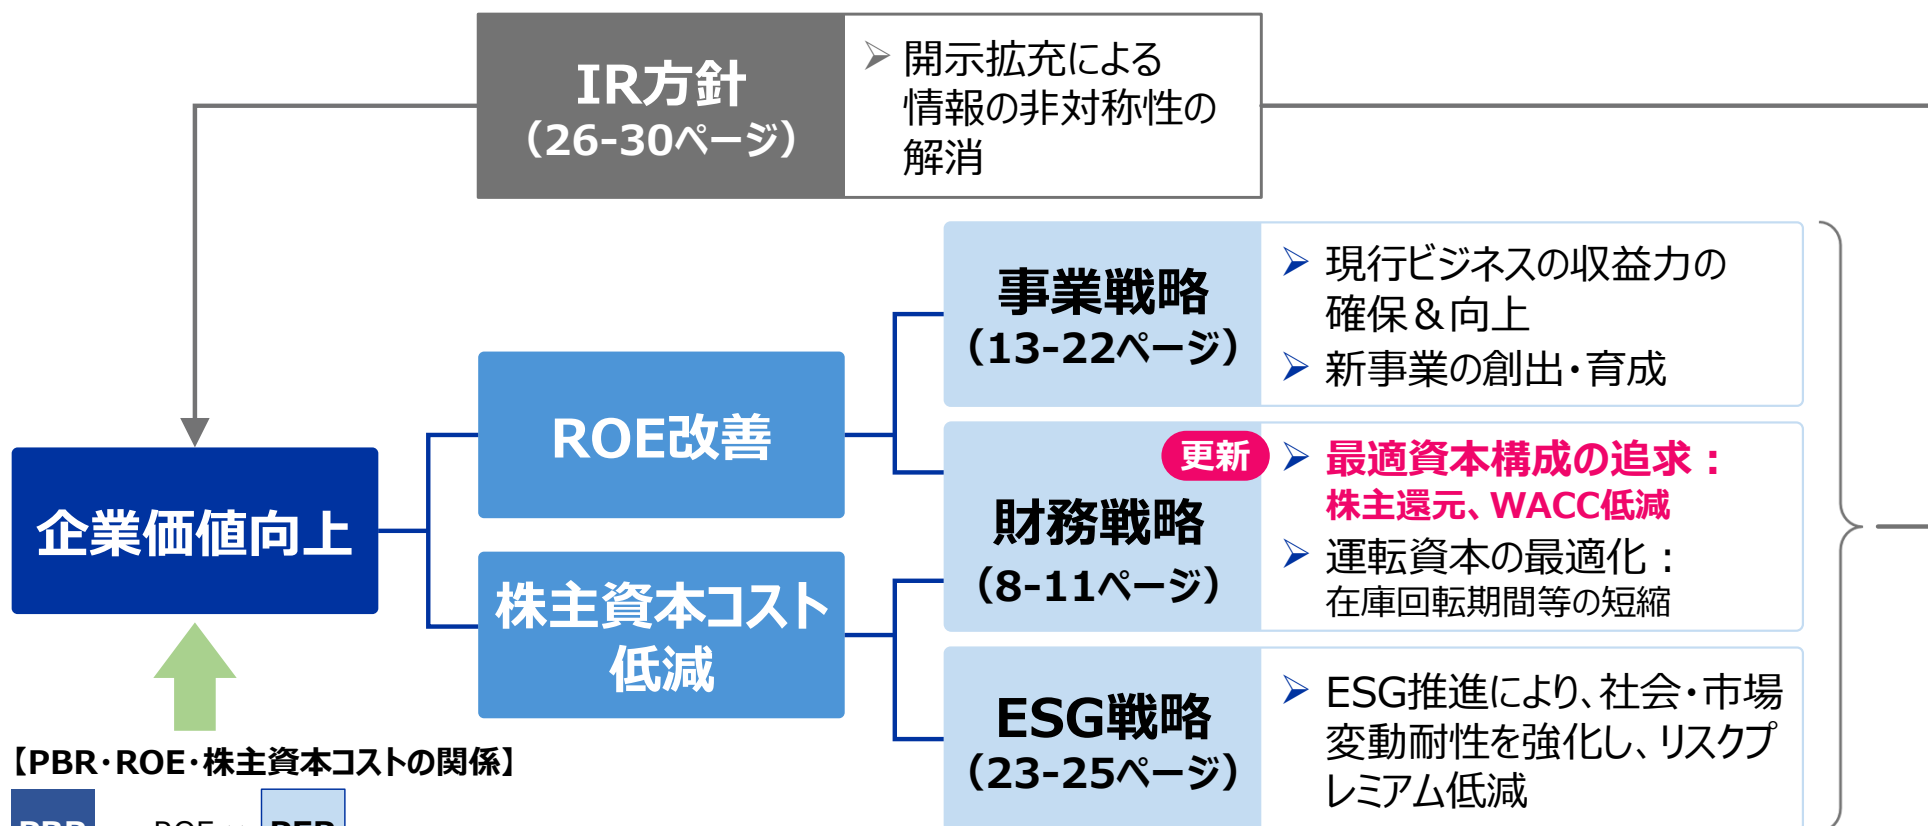 IR方針
（26-30ページ）
➢ 開示拡充による
情報の非対称性の
解消
企業価値向上
ROE改善
株主資本コスト
低減
事業戦略
（13-22ページ）
➢ 現行ビジネスの収益力の
確保＆向上
➢ 新事業の創出・育成
更新
財務戦略
（8-11ページ）
➢ 最適資本構成の追求：
株主還元、WACC低減
➢ 運転資本の最適化：
在庫回転期間等の短縮
ESG戦略
（23-25ページ）
➢ ESG推進により、社会・市場
変動耐性を強化し、リスクプ
レミアム低減
【PBR・ROE・株主資本コストの関係】
PBR ROE PER